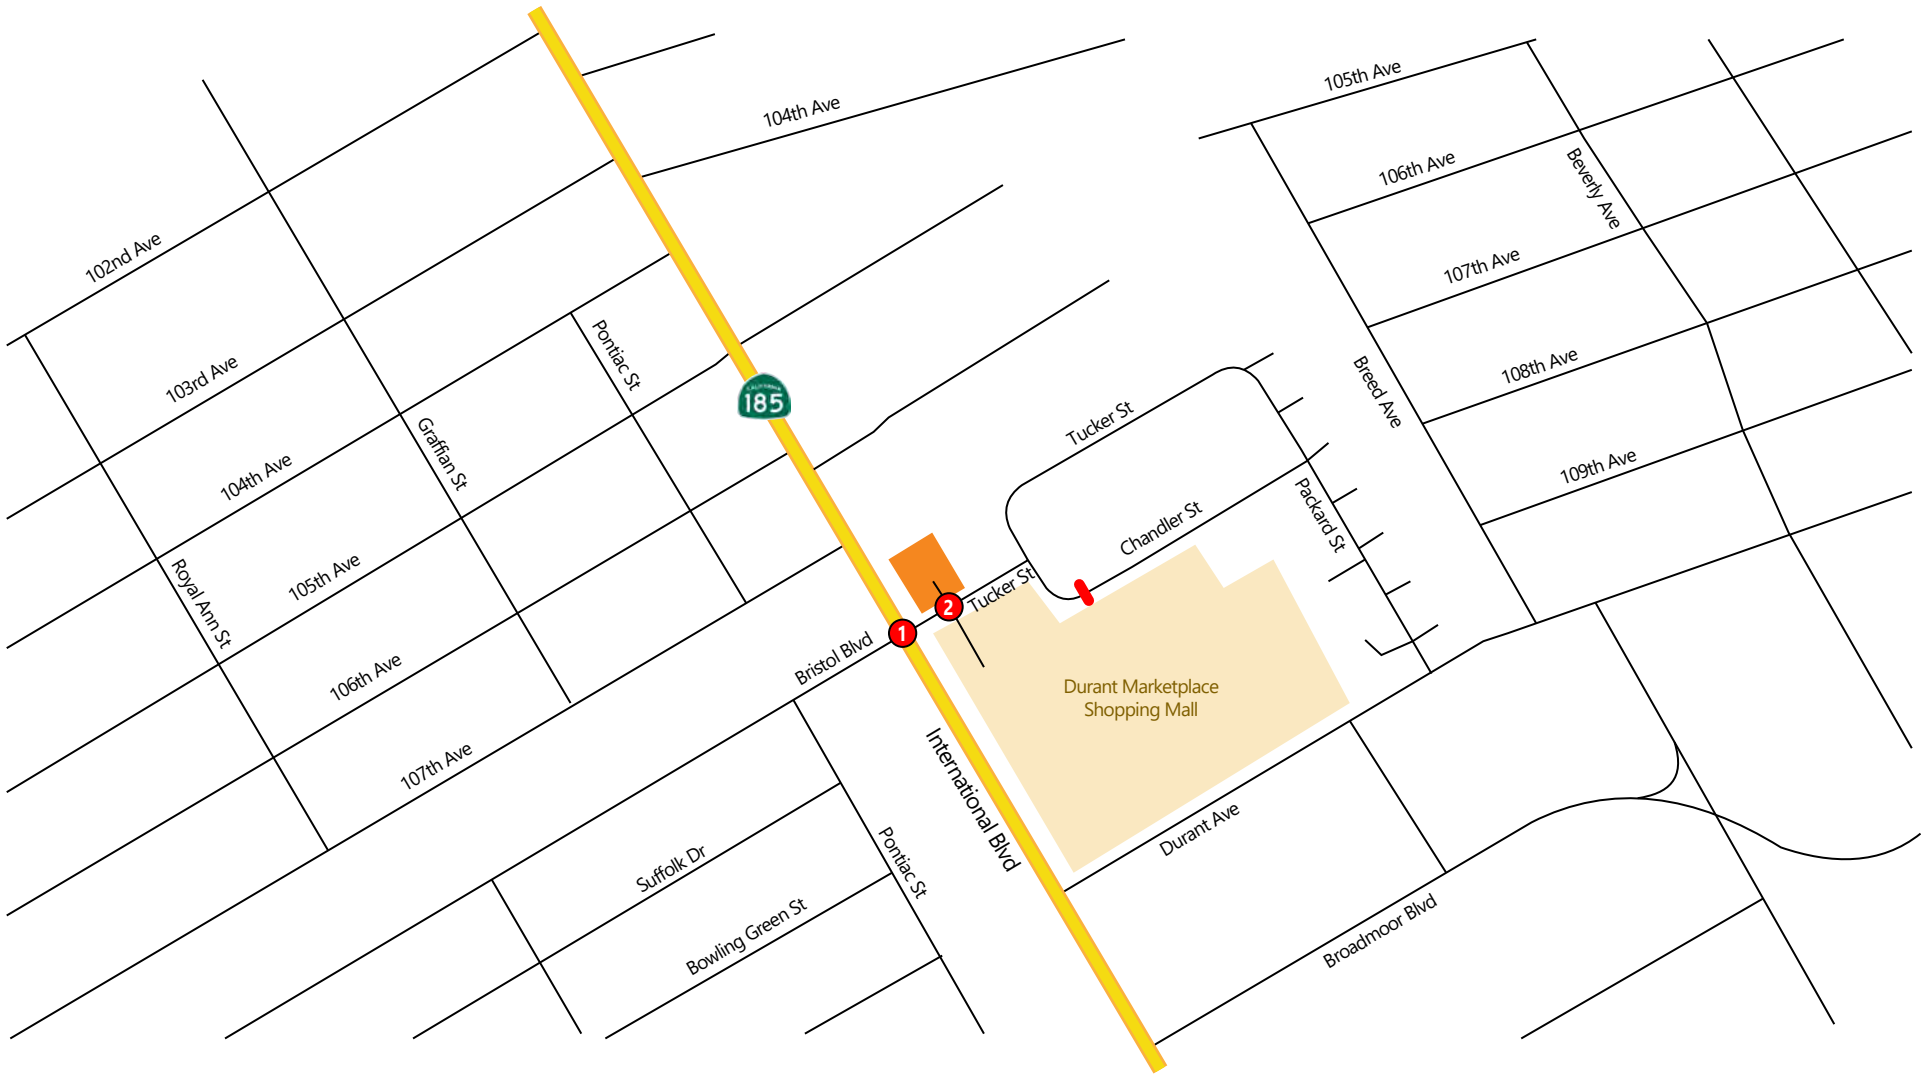 105th Ave
104th Ave
106th Ave
Beverly Ave
102nd Ave
107th Ave
Pontiac St
103rd Ave
108th Ave
CALIFORNIA
185
Breed Ave
Tucker St
Graffian St
104th Ave
109th Ave
Packard St
Chandler St
105th Ave
Royal Ann St
Tucker St
2
1
Bristol Blvd
106th Ave
Durant Marketplace
Shopping Mall
107th Ave
International Blvd
Durant Ave
Pontiac St
Suffolk Dr
Bowling Green St
Broadmoor Blvd